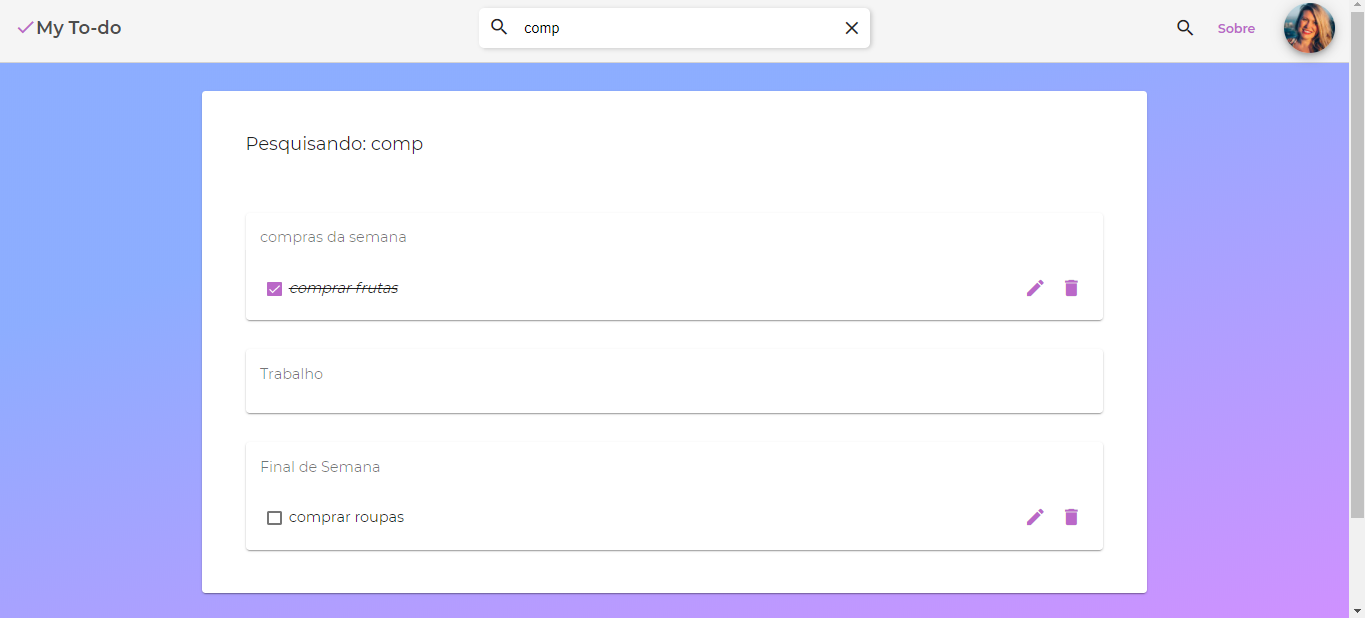 My To-do
comp
Sobre
Pesquisando: comp
compras da semana
comprar frutas
Trabalho
Final de Semana
comprar roupas